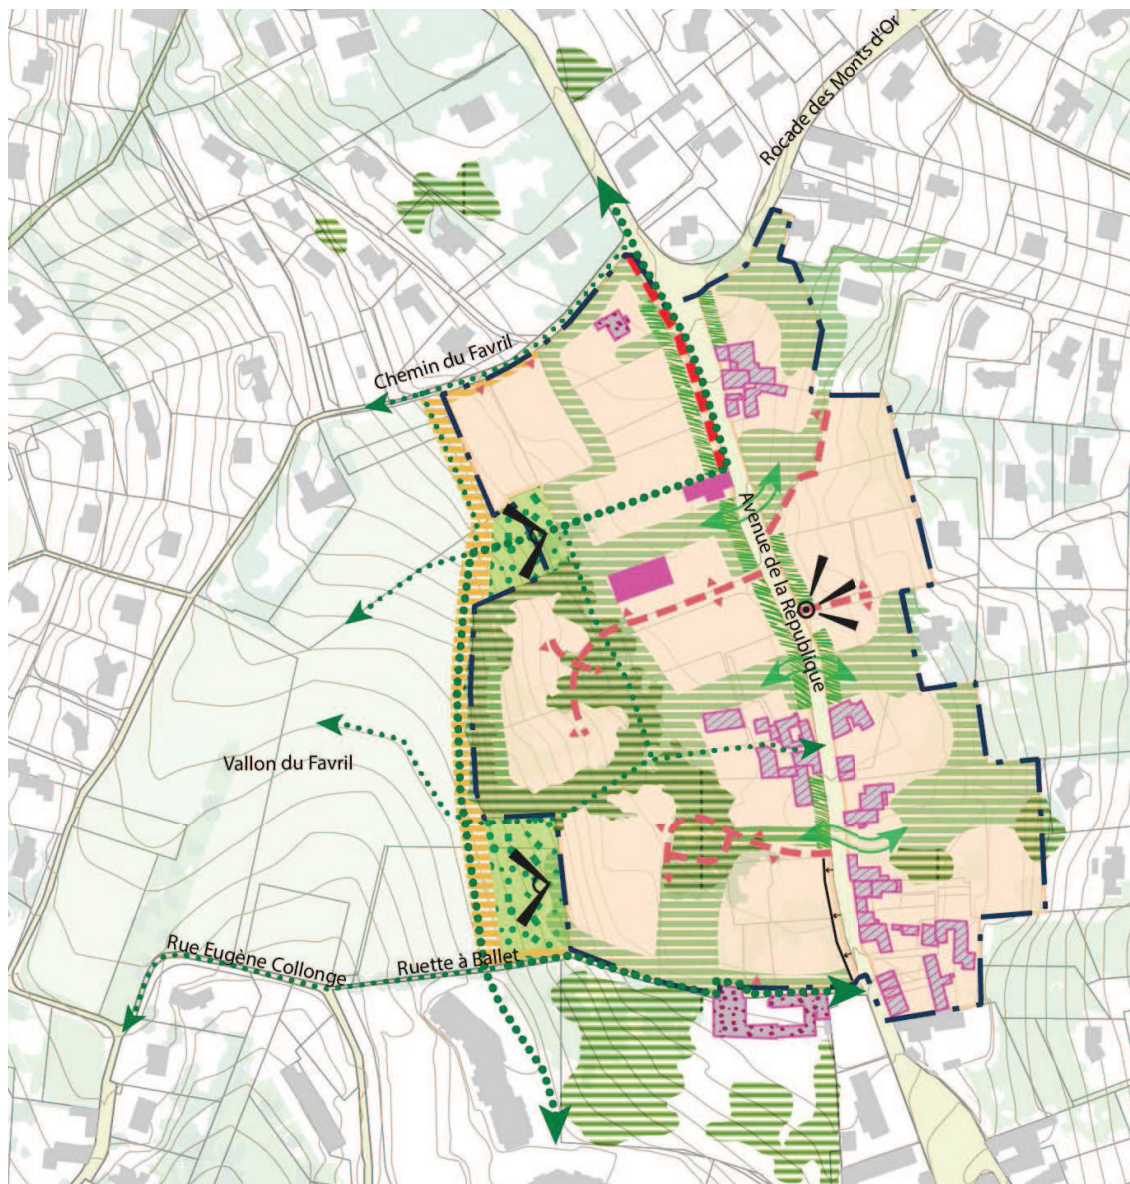 Rocade des Monts d'Or
Chemin du Favril
Avenue de la République
Vallon du Favril
Rue Eugène Collonge
Ruette à Ballet